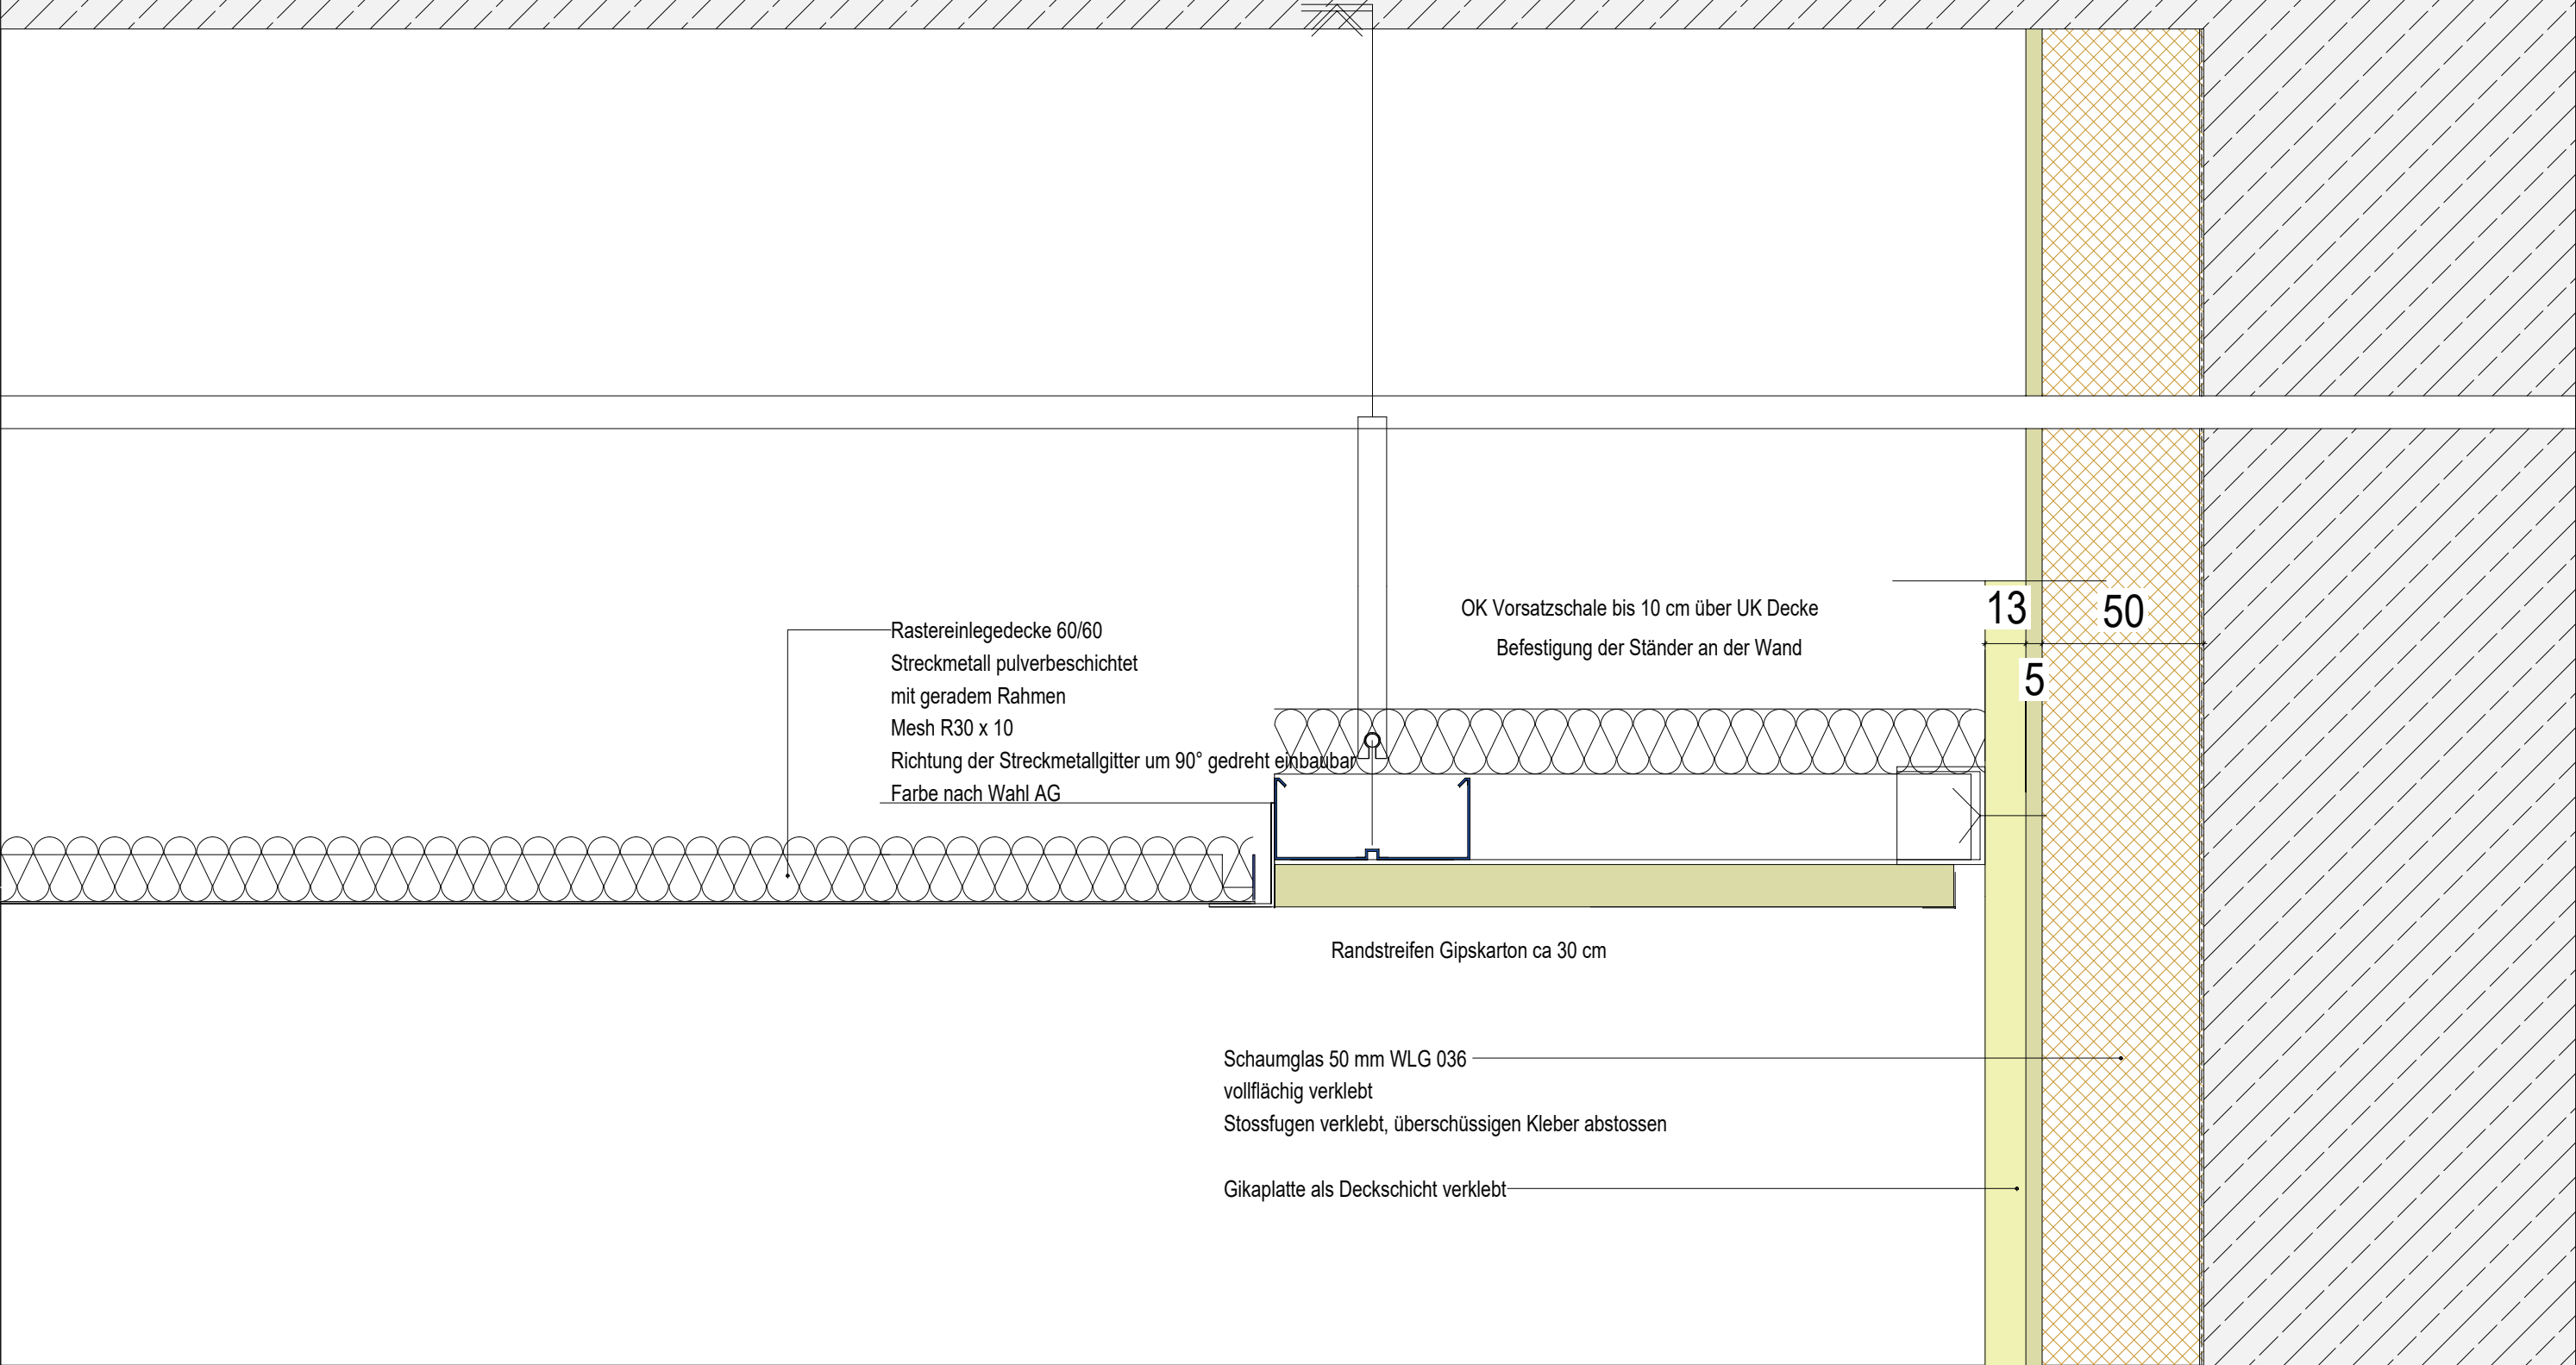 OK Vorsatzschale bis 10 cm über UK Decke
Befestigung der Ständer an der Wand
13
50
5
Rastereinlegedecke 60/60
Streckmetall pulverbeschichtet
mit geradem Rahmen
Mesh R30 x 10
Richtung der Streckmetallgitter um 90° gedreht einbaubar
Farbe nach Wahl AG
Randstreifen Gipskarton ca 30 cm
Schaumglas 50 mm WLG 036
vollflächig verklebt
Stossfugen verklebt, überschüssigen Kleber abstossen
Gikaplatte als Deckschicht verklebt